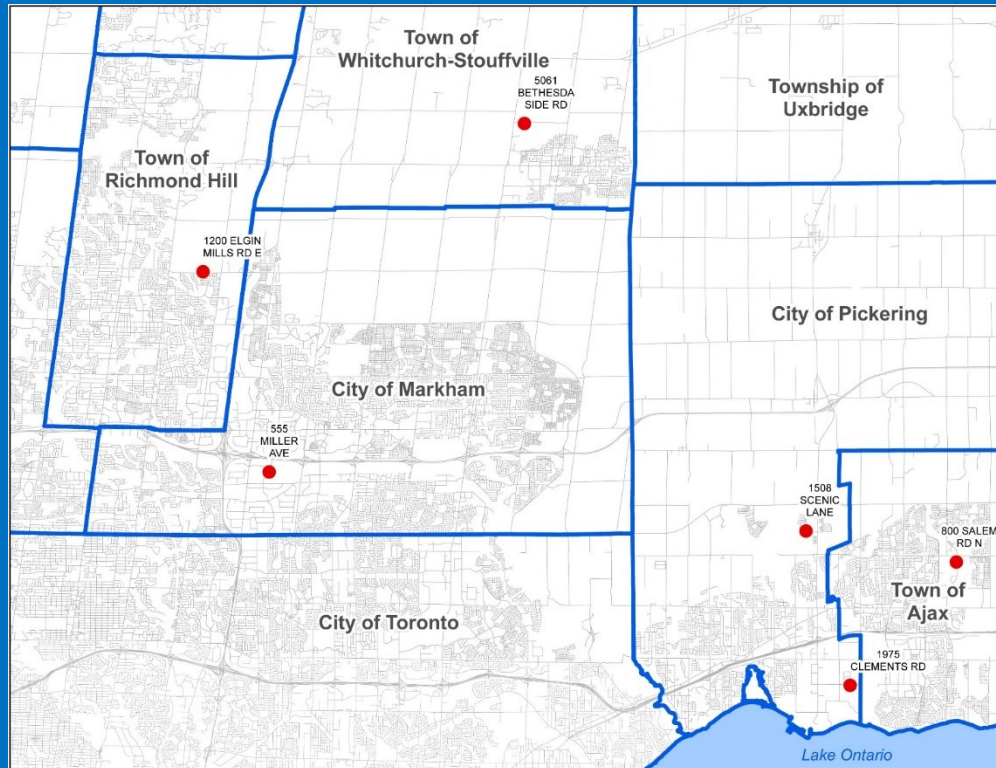 Town of
Whitchurch-Stouffville
5061
BETHESDA
SIDE RD
Township of
Uxbridge
Town of
Richmond Hill
1200 ELGIN
MILLS RD E
City of Pickering
City of Markham
555
MILLER
AVE
1508
SCENIC
LANE
800 SALEM
RD N
Town of
Ajax
City of Toronto
1975
CLEMENTS RD
Lake Ontario